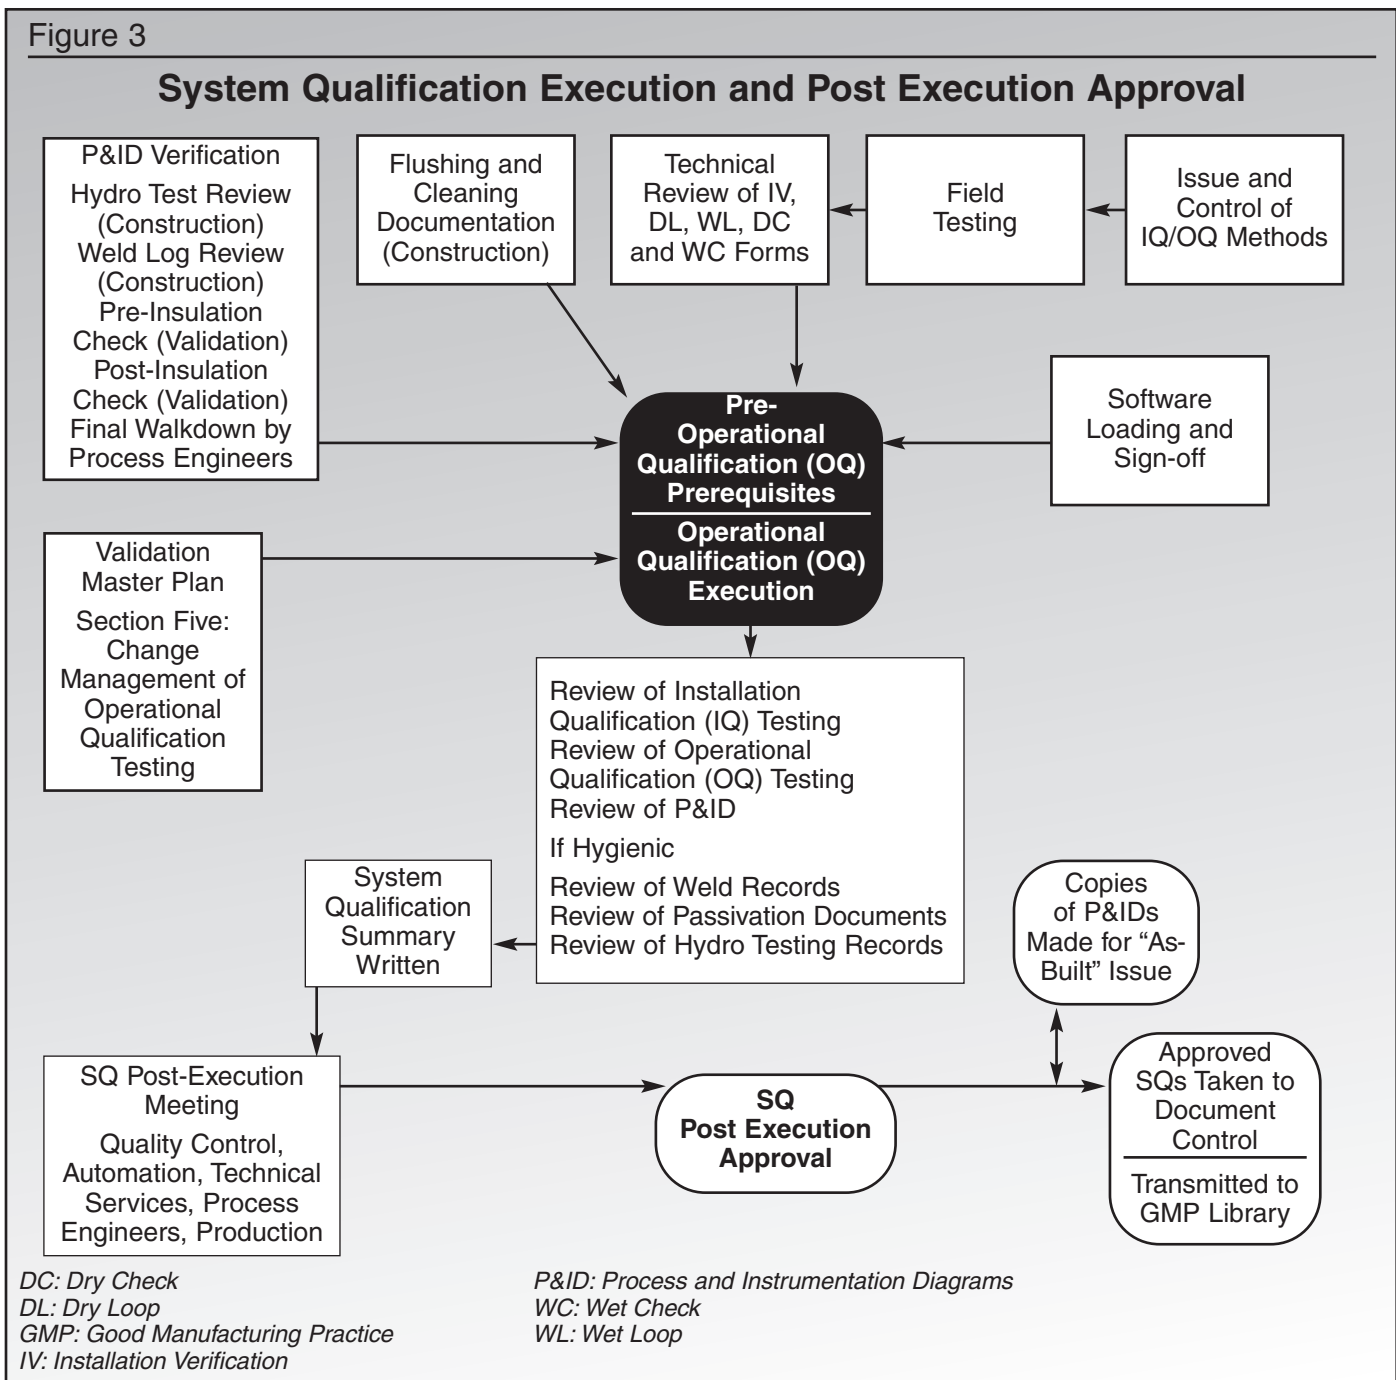 Figure 3
System Qualification Execution and Post Execution Approval
P&ID Verification
Hydro Test Review
(Construction)
Weld Log Review
(Construction)
Pre-Insulation
Check (Validation)
Post-Insulation
Check (Validation)
Final Walkdown by
Process Engineers
Flushing and
Cleaning
Documentation
(Construction)
Technical
Review of IV,
DL, WL, DC
and WC Forms
Field
Testing
Issue and
Control of
IQ/OQ Methods
Software
Loading and
Sign-off
Pre-
Operational
Qualification (OQ)
Prerequisites
Operational
Qualification (OQ)
Execution
Validation
Master Plan
Section Five:
Change
Management of
Operational
Qualification
Testing
Review of Installation
Qualification (IQ) Testing
Review of Operational
Qualification (OQ) Testing
Review of P&ID
If Hygienic
Review of Weld Records
Review of Passivation Documents
Review of Hydro Testing Records
System
Qualification
Summary
Written
Copies
of P&IDs
Made for “As-
Built” Issue
SQ Post-Execution
Meeting
Quality Control,
Automation, Technical
Services, Process
Engineers, Production
SQ
Post Execution
Approval
Approved
SQs Taken to
Document
Control
Transmitted to
GMP Library
DC: Dry Check
DL: Dry Loop
GMP: Good Manufacturing Practice
IV: Installation Verification
P&ID: Process and Instrumentation Diagrams
WC: Wet Check
WL: Wet Loop